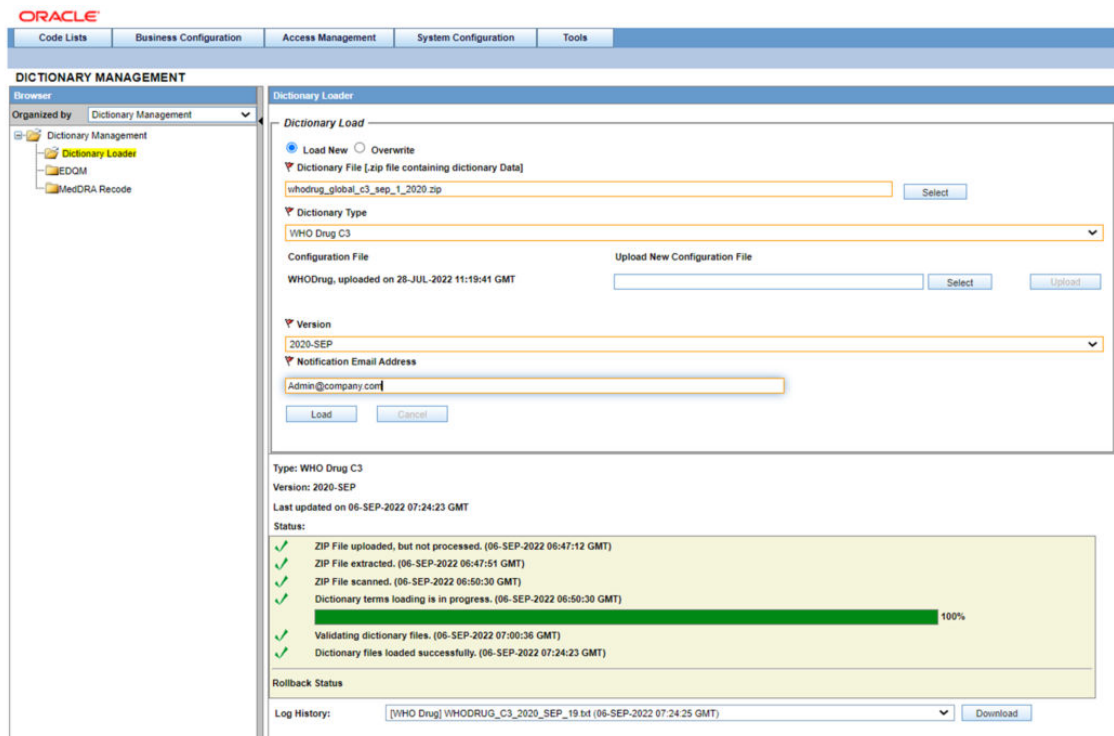 ORACLE
Code Lists Business Configuration Access Management System Configuration Tools
DICTIONARY MANAGEMENT
Browser
Organized by Dictionary Management
Dictionary Management
Dictionary Loader
EDQM
MedDRA Recode
Dictionary Loader
Dictionary Load
Load New Overwrite
Dictionary File [.zip file containing dictionary Data]
whodrug_global_c3_sep_1_2020.zip Select
Dictionary Type
WHO Drug C3
Configuration File Upload New Configuration File
WHODrug, uploaded on 28-JUL-2022 11:19:41 GMT Select Upload
Version
2020-SEP
Notification Email Address
Admin@company.com
Load Cancel
Type: WHO Drug C3
Version: 2020-SEP
Last updated on 06-SEP-2022 07:24:23 GMT
Status:
ZIP File uploaded, but not processed. (06-SEP-2022 06:47:12 GMT)
ZIP File extracted. (06-SEP-2022 06:47:51 GMT)
ZIP File scanned. (06-SEP-2022 06:50:30 GMT)
Dictionary terms loading is in progress. (06-SEP-2022 06:50:30 GMT)
100%
Validating dictionary files. (06-SEP-2022 07:00:36 GMT)
Dictionary files loaded successfully. (06-SEP-2022 07:24:23 GMT)
Rollback Status
Log History: [WHO Drug] WHODRUG_C3_2020_SEP_19.txt (06-SEP-2022 07:24:25 GMT) Download